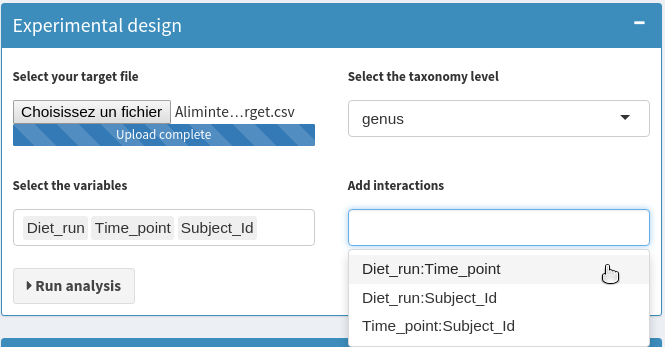 Experimental design
Select your target file
Select the taxonomy level
Choisissez un fichier Aliminte...rget.csv
Upload complete
genus
Select the variables
Add interactions
Diet_run Time_point Subject_Id
Run analysis
Diet_run:Time_point
Diet_run:Subject_Id
Time_point:Subject_Id